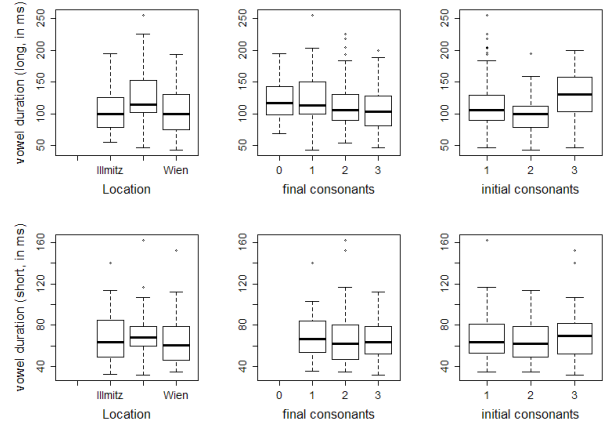 vowel duration (long, in ms)
50 100 150 200 250
Illmitz Wien
Location
50 100 150 200 250
0 1 2 3
final consonants
50 100 150 200 250
1 2 3
initial consonants
vowel duration (short, in ms)
40 80 120 160
Illmitz Wien
Location
40 80 120 160
0 1 2 3
final consonants
40 80 120 160
1 2 3
initial consonants